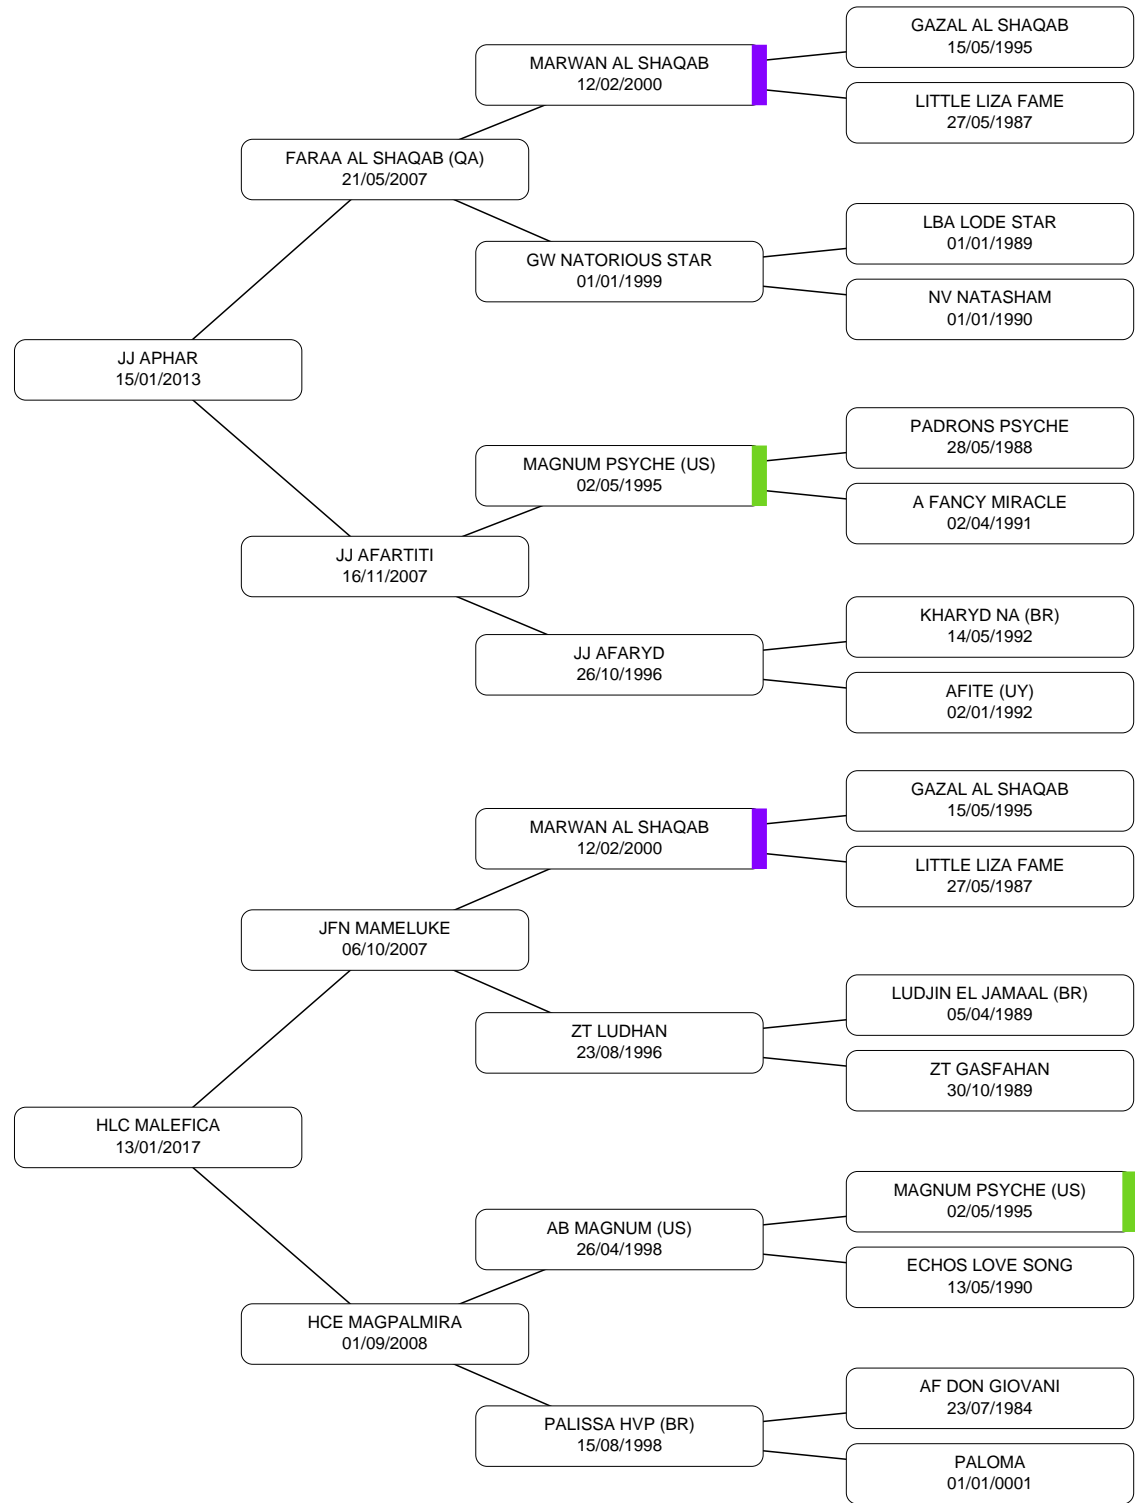 GAZAL AL SHAQAB
15/05/1995
MARWAN AL SHAQAB
12/02/2000
LITTLE LIZA FAME
27/05/1987
FARAA AL SHAQAB (QA)
21/05/2007
LBA LODE STAR
01/01/1989
GW NATORIOUS STAR
01/01/1999
NV NATASHAM
01/01/1990
JJ APHAR
15/01/2013
PADRONS PSYCHE
28/05/1988
MAGNUM PSYCHE (US)
02/05/1995
A FANCY MIRACLE
02/04/1991
JJ AFARTITI
16/11/2007
KHARYD NA (BR)
14/05/1992
JJ AFARYD
26/10/1996
AFITE (UY)
02/01/1992
GAZAL AL SHAQAB
15/05/1995
MARWAN AL SHAQAB
12/02/2000
LITTLE LIZA FAME
27/05/1987
JFN MAMELUKE
06/10/2007
LUDJIN EL JAMAAL (BR)
05/04/1989
ZT LUDHAN
23/08/1996
ZT GASFAHAN
30/10/1989
HLC MALEFICA
13/01/2017
MAGNUM PSYCHE (US)
02/05/1995
AB MAGNUM (US)
26/04/1998
ECHOS LOVE SONG
13/05/1990
HCE MAGPALMIRA
01/09/2008
AF DON GIOVANI
23/07/1984
PALISSA HVP (BR)
15/08/1998
PALOMA
01/01/0001